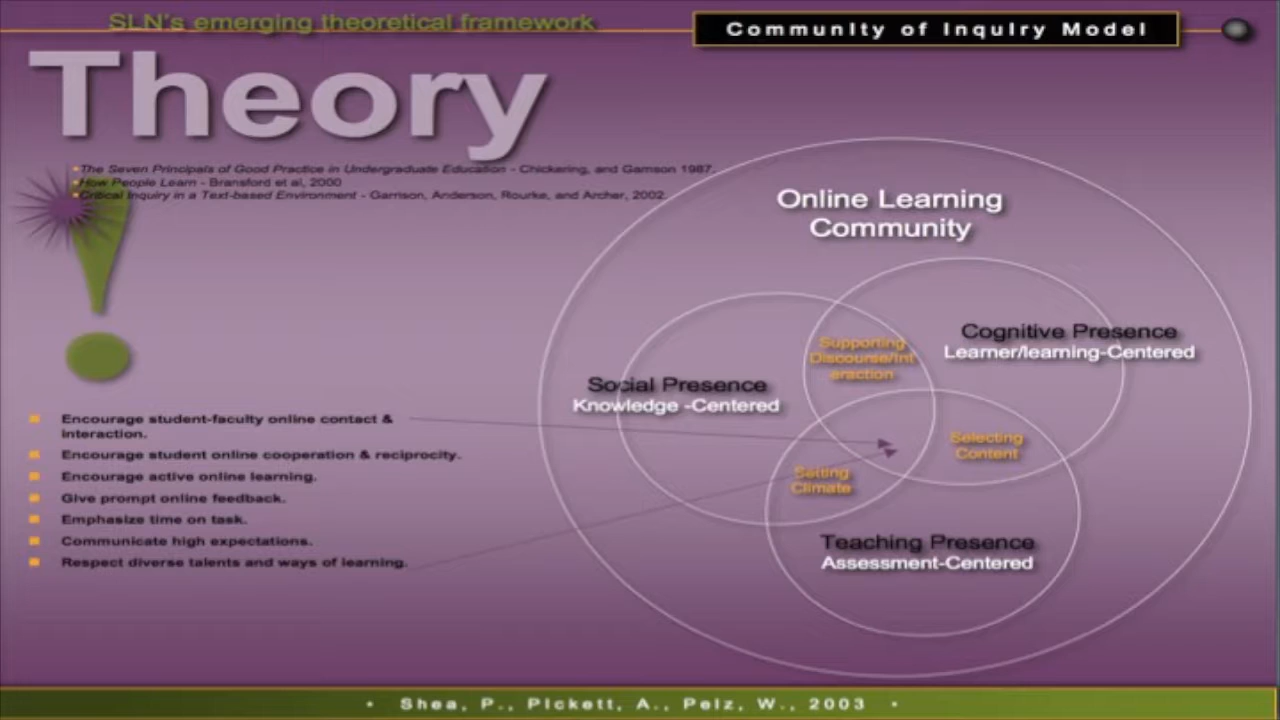 SLN's emerging theoretical framework
Community of Inquiry Model
Theory
•The Seven Principals of Good Practice in Undergraduate Education - Chickering, and Gamson 1987.
•How People Learn - Bransford et al, 2000
•Critical Inquiry in a Text-based Environment - Garrison, Anderson, Rourke, and Archer, 2002.
Online Learning
Community
Cognitive Presence
Learner/learning-Centered
Supporting
Discourse/Int
eraction
Social Presence
Knowledge -Centered
Selecting
Content
Setting
Climate
Teaching Presence
Assessment-Centered
Encourage student-faculty online contact &
interaction.
Encourage student online cooperation & reciprocity.
Encourage active online learning.
Give prompt online feedback.
Emphasize time on task.
Communicate high expectations.
Respect diverse talents and ways of learning.
• Shea, P., Pickett, A., Pelz, W., 2003 •